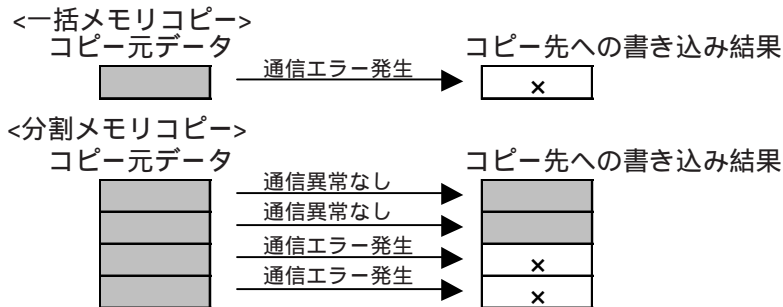 <一括メモリコピー>
コピー元データ コピー先への書き込み結果
通信エラー発生
×
<分割メモリコピー>
コピー元データ コピー先への書き込み結果
通信異常なし
通信異常なし
通信エラー発生
×
通信エラー発生
×